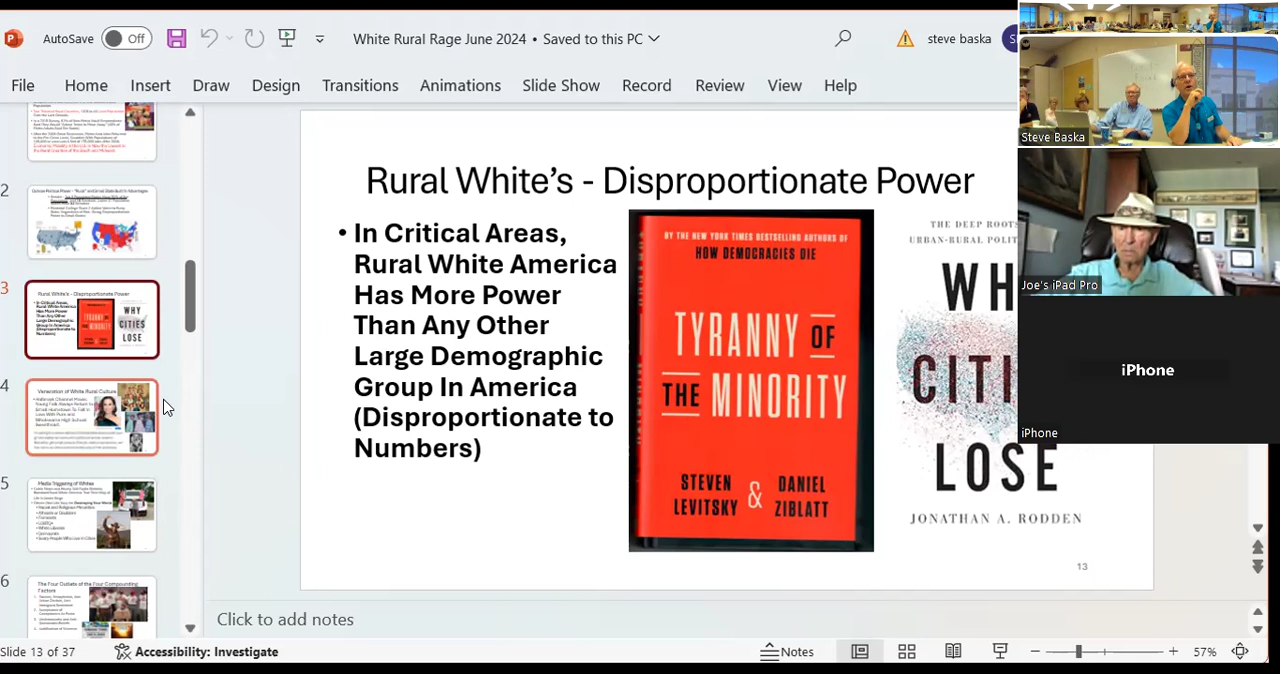 AutoSave Off White Rural Rage June 2024 • Saved to this PC steve baska
File Home Insert Draw Design Transitions Animations Slide Show Record Review View Help
2
3
4
5
6
Rural White's - Disproportionate Power
Rural White's - Disproportionate Power
• In Critical Areas,
Rural White America
Has More Power
Than Any Other
Large Demographic
Group In America
(Disproportionate to
Numbers)
BY THE NEW YORK TIMES BESTSELLING AUTHORS OF
HOW DEMOCRACIES DIE
TYRANNY OF
THE MINORITY
STEVEN
LEVITSKY
&
DANIEL
ZIBLATT
THE DEEP ROOTS
URBAN-RURAL POLIT
WH
CITI
LOSE
JONATHAN A. RODDEN
13
Veneration of White Rural Culture
Media Triggering of Whites
The Four Outlets of the Four Compounding
Factors
Steve Baska
Joe's iPad Pro
iPhone
iPhone
Click to add notes
Slide 13 of 37 Accessibility: Investigate Notes 57%